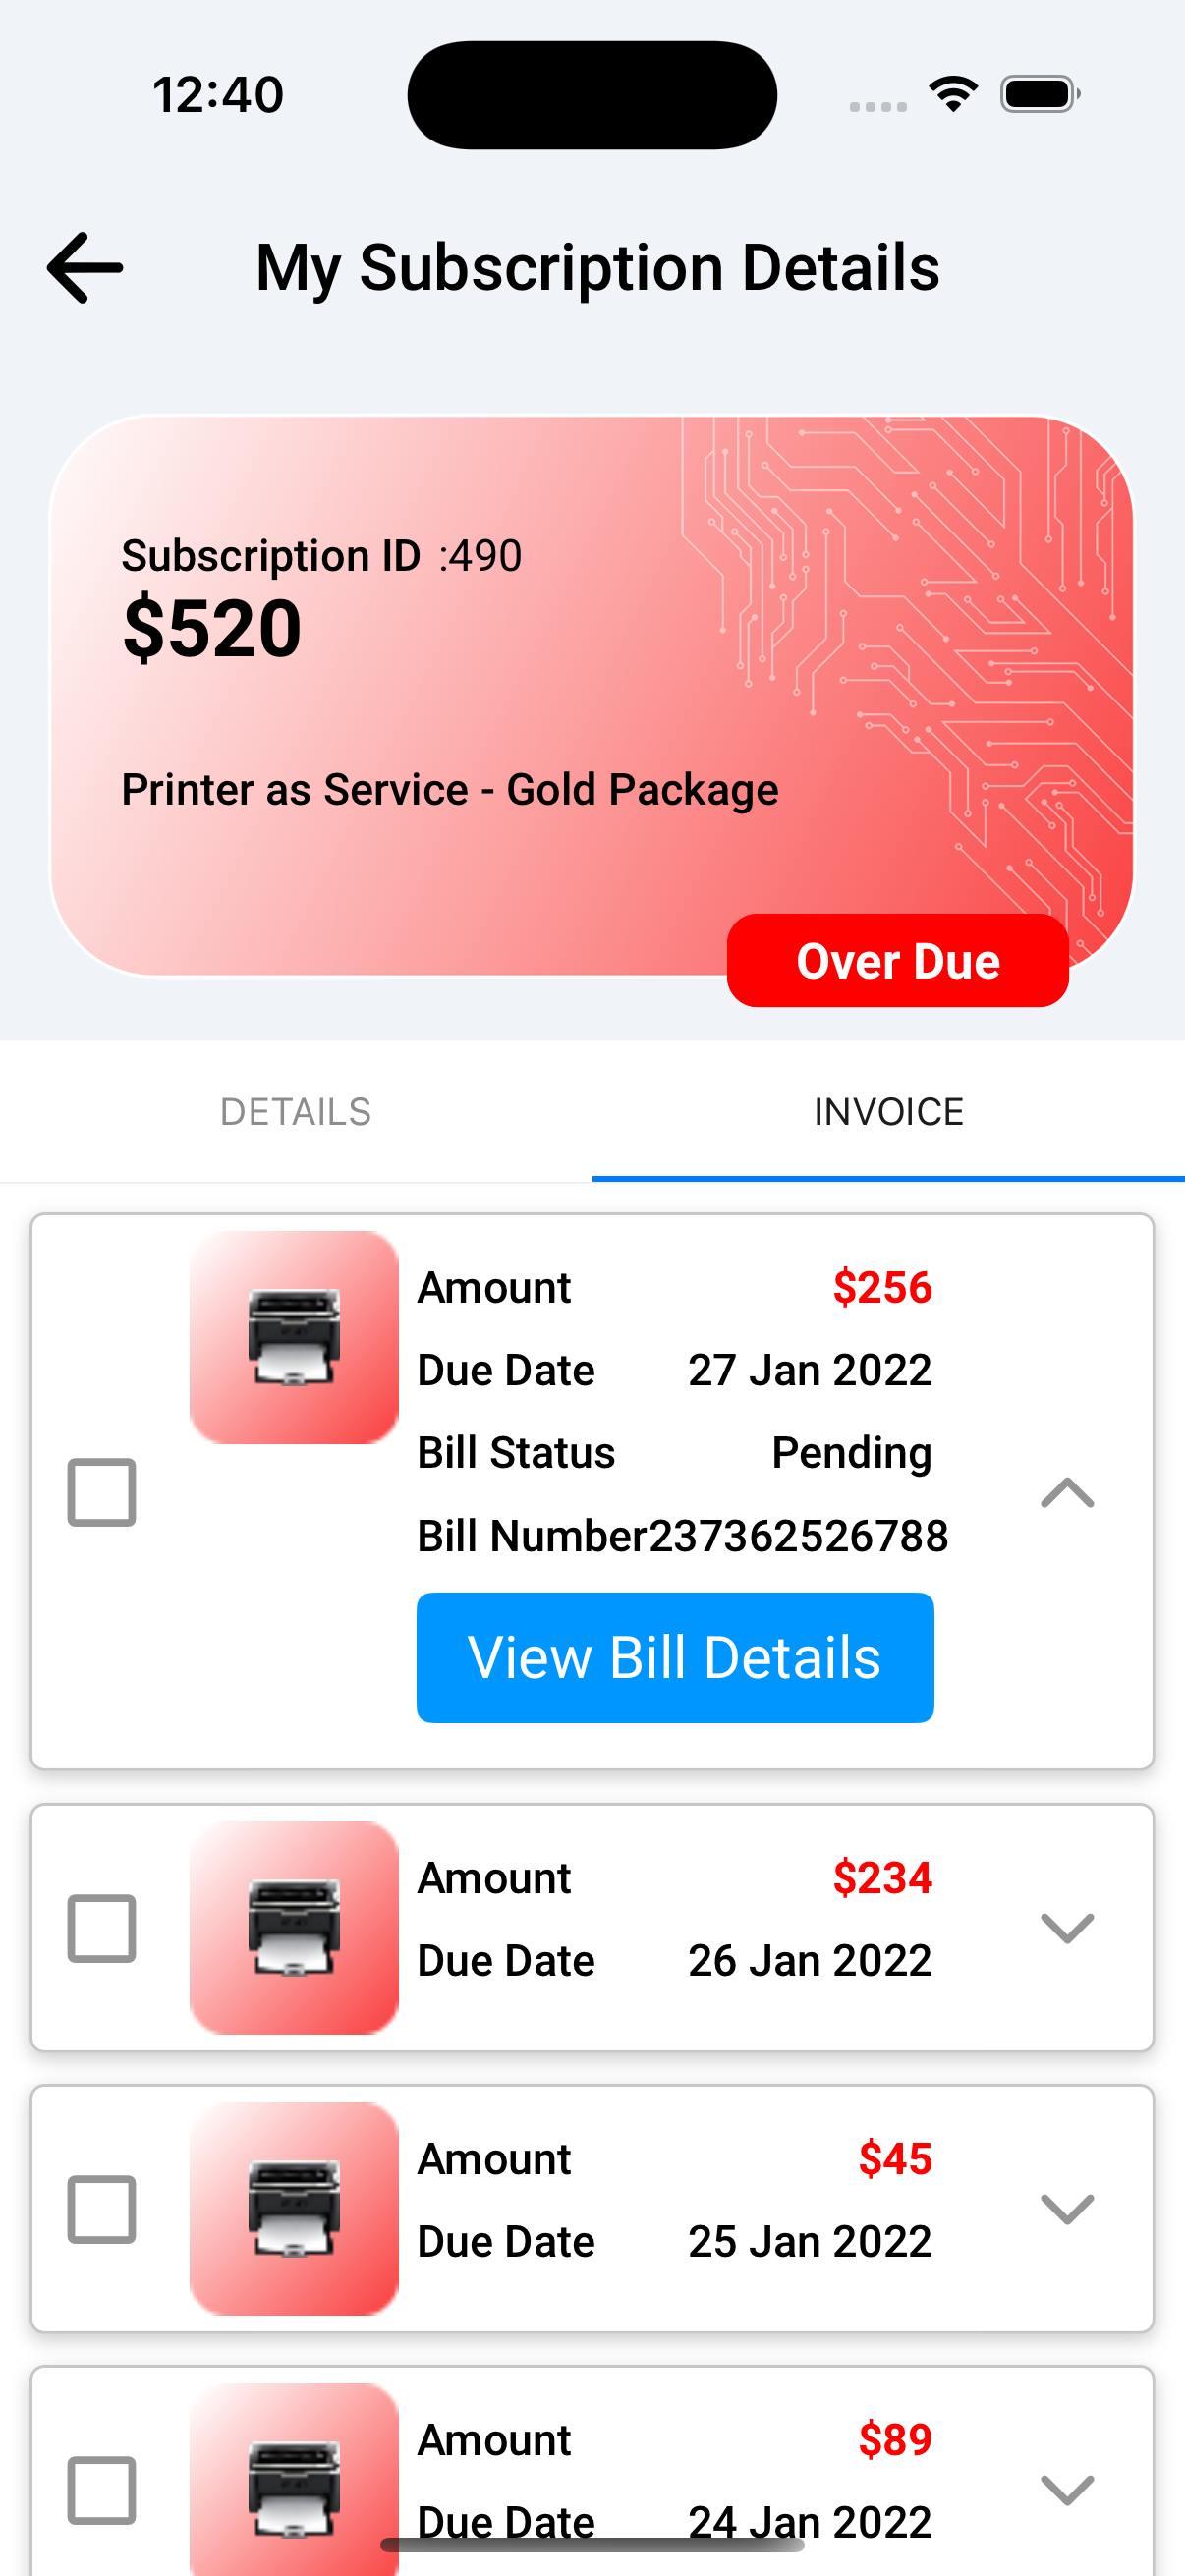 12:40
My Subscription Details
Subscription ID :490
$520
Printer as Service - Gold Package
Over Due
DETAILS INVOICE
Amount $256
Due Date 27 Jan 2022
Bill Status Pending
Bill Number237362526788
View Bill Details
Amount $234
Due Date 26 Jan 2022
Amount $45
Due Date 25 Jan 2022
Amount $89
Due Date 24 Jan 2022